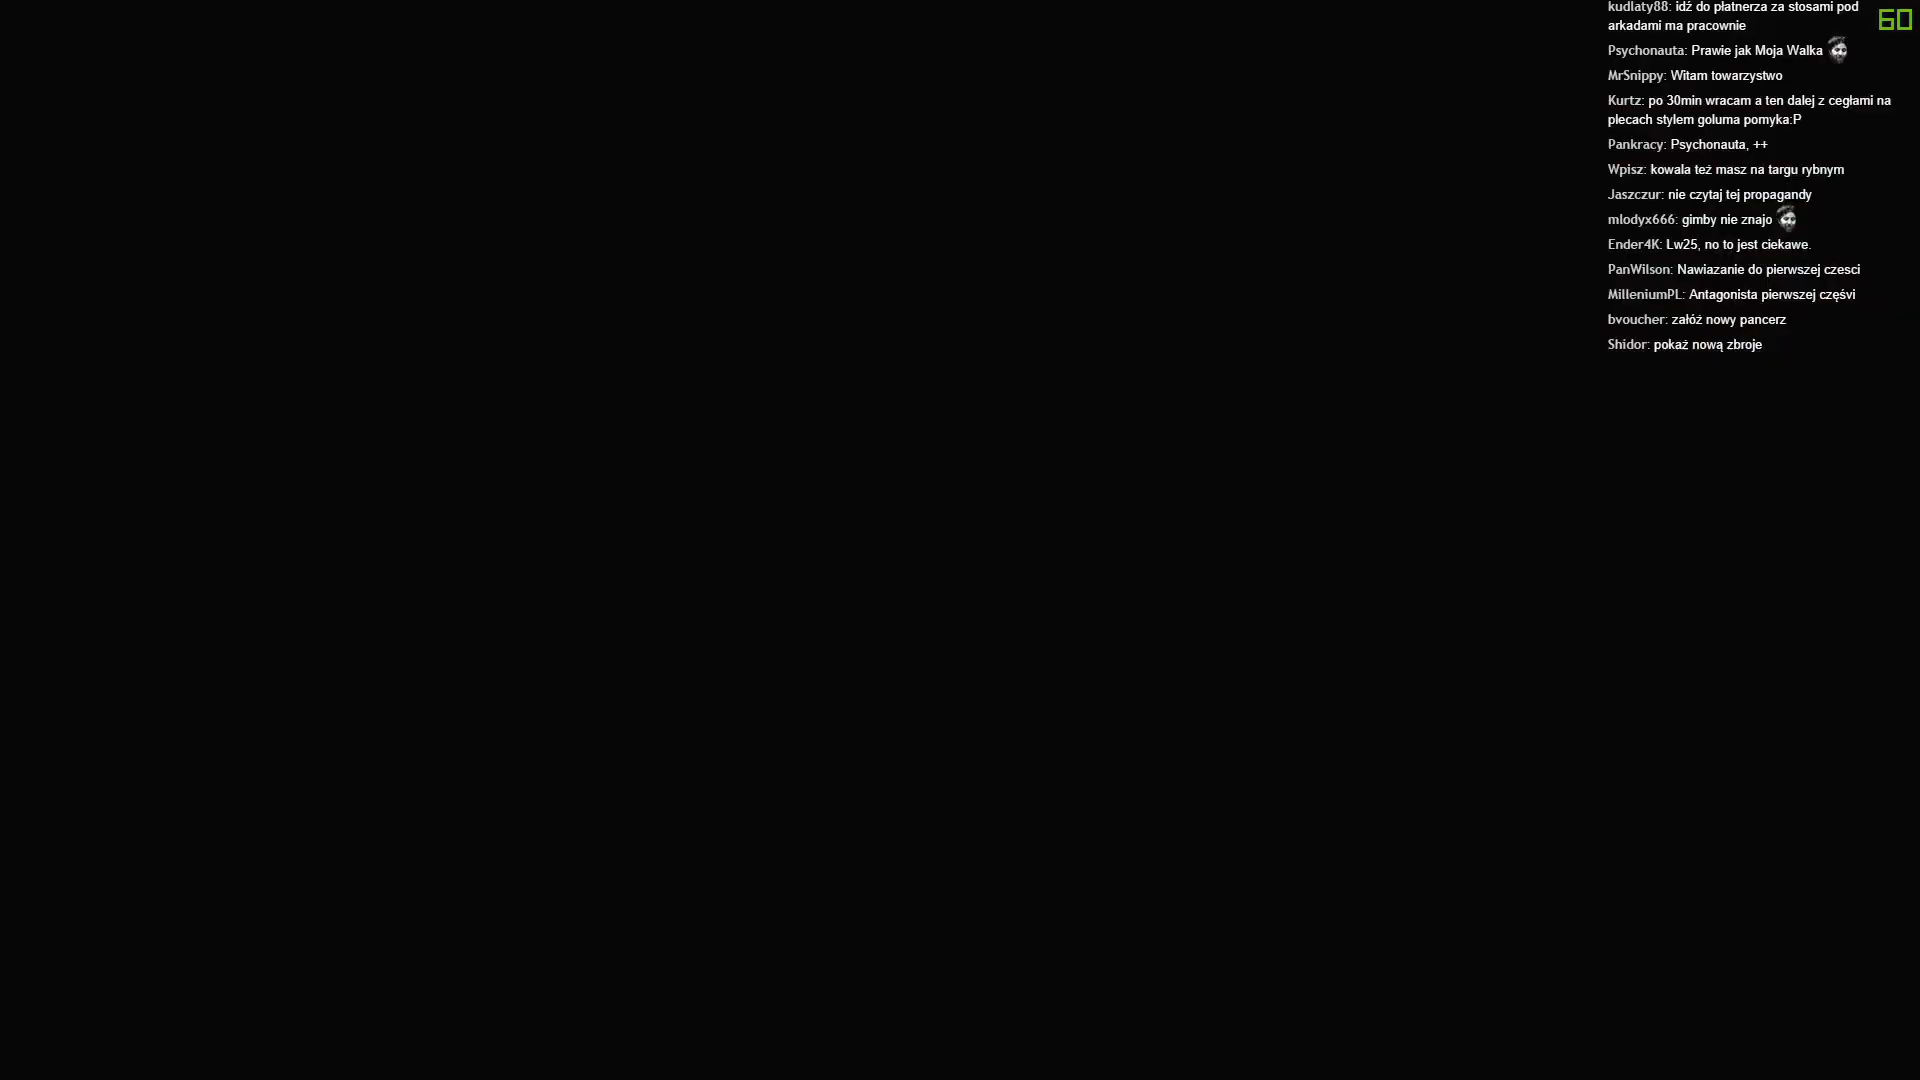 kudlaty88: idź do płatnerza za stosami pod
arkadami ma pracownie
60
Psychonauta: Prawie jak Moja Walka
MrSnippy: Witam towarzystwo
Kurtz: po 30min wracam a ten dalej z cegłami na
plecach stylem goluma pomyka:P
Pankracy: Psychonauta, ++
Wpisz: kowala też masz na targu rybnym
Jaszczur: nie czytaj tej propagandy
mlodyx666: gimby nie znajo
Ender4K: Lw25, no to jest ciekawe.
PanWilson: Nawiazanie do pierwszej czesci
MilleniumPL: Antagonista pierwszej częśvi
bvoucher: załóż nowy pancerz
Shidor: pokaż nową zbroje